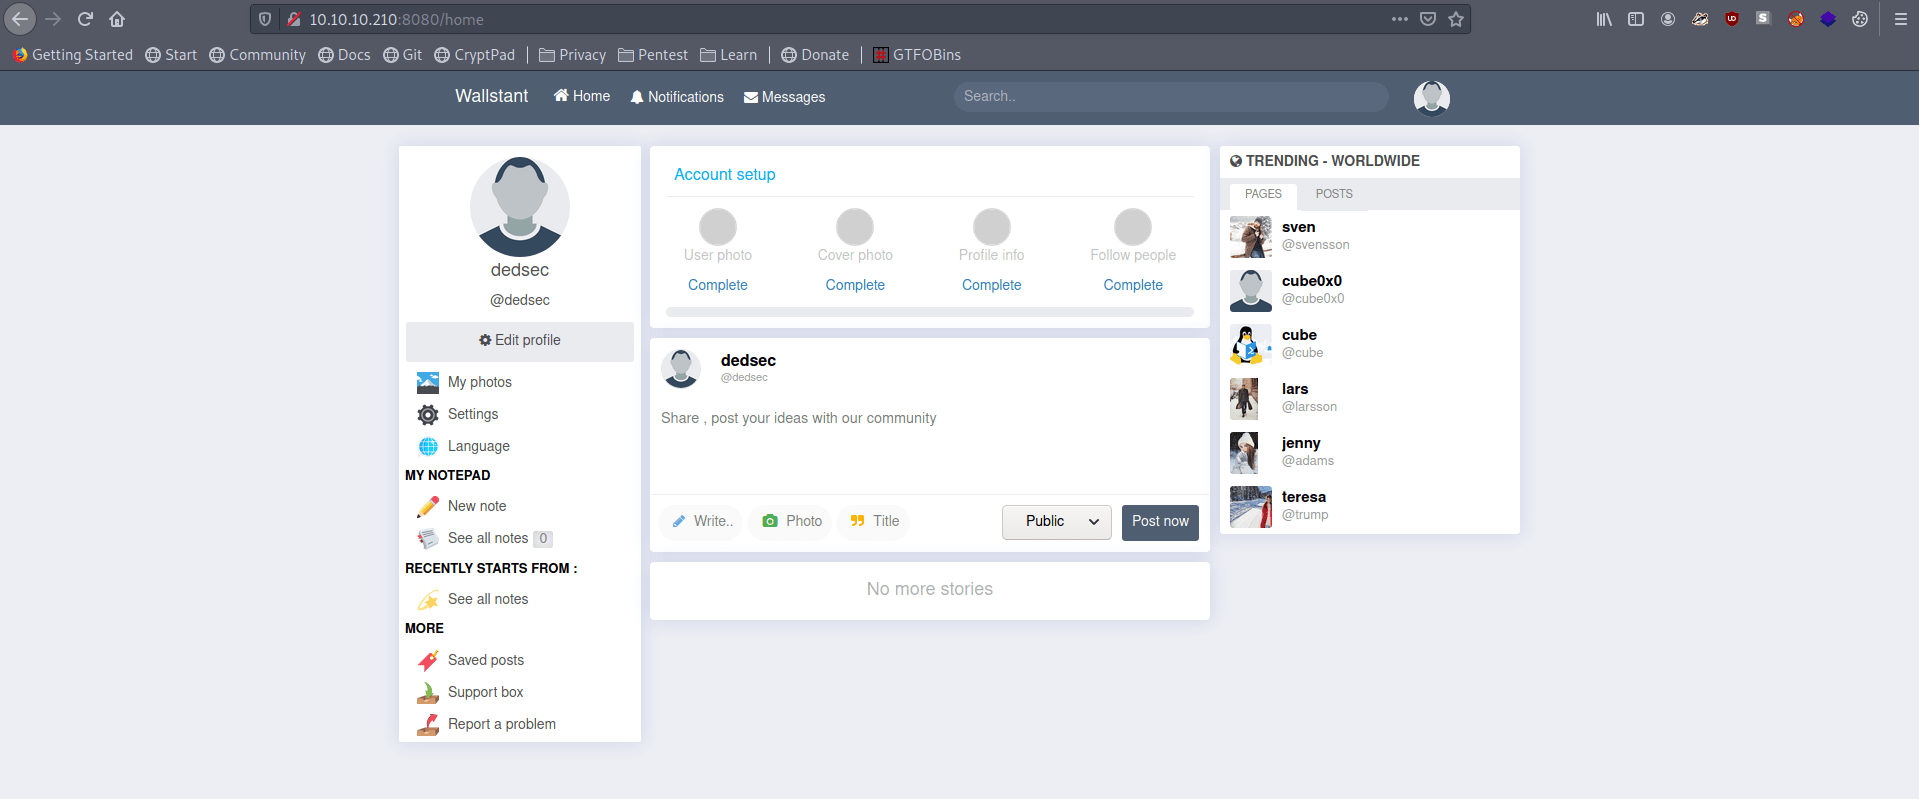 10.10.10.210:8080/home
Getting Started Start Community Docs Git CryptPad Privacy Pentest Learn Donate GTFOBins
Wallstant Home Notifications Messages Search..
dedsec
@dedsec
Edit profile
My photos
Settings
Language
MY NOTEPAD
New note
See all notes 0
RECENTLY STARTS FROM :
See all notes
MORE
Saved posts
Support box
Report a problem
Account setup
User photo Cover photo Profile info Follow people
Complete Complete Complete Complete
dedsec
@dedsec
Share , post your ideas with our community
Write.. Photo Title Public Post now
No more stories
TRENDING - WORLDWIDE
PAGES POSTS
sven
@svensson
cube0x0
@cube0x0
cube
@cube
lars
@larsson
jenny
@adams
teresa
@trump